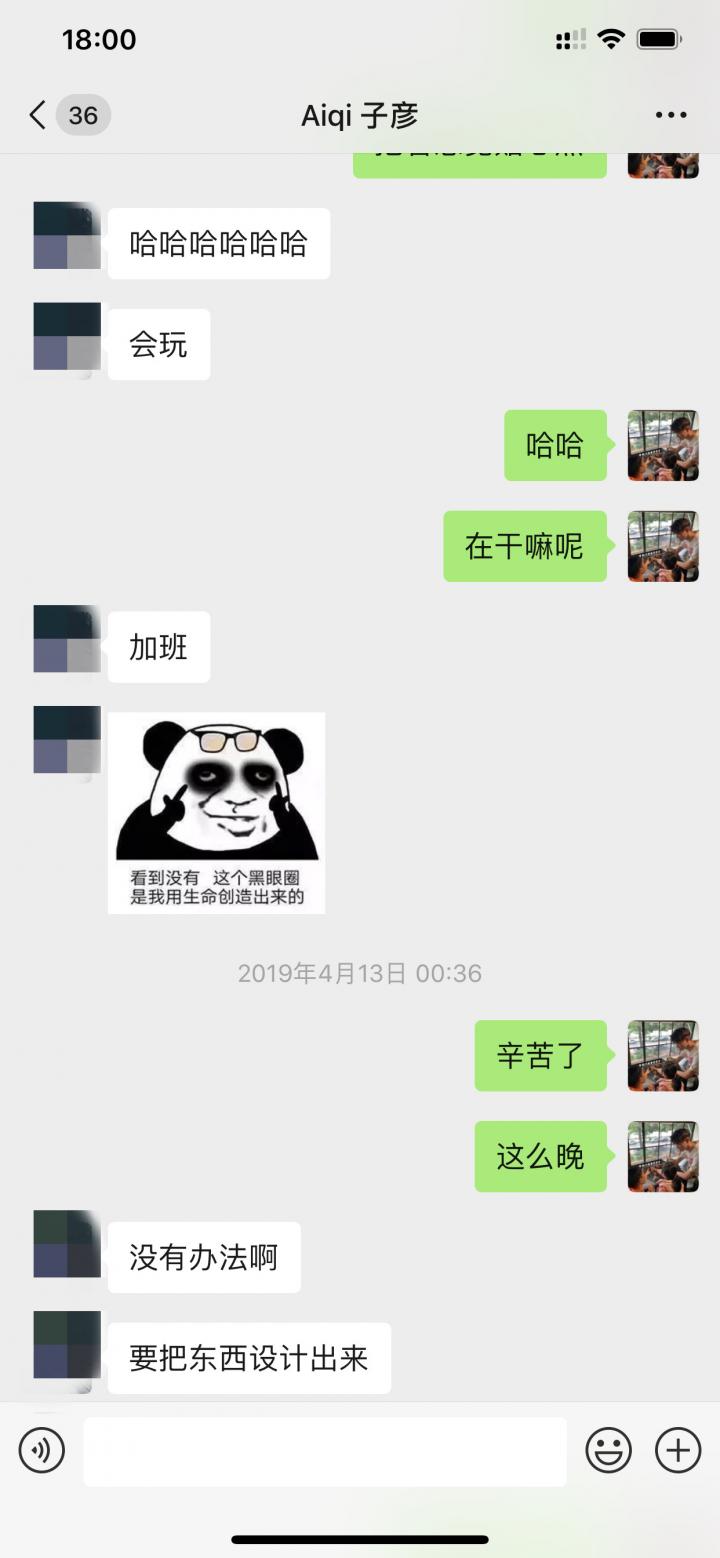 18:00
36
Aiqi 子彦
哈哈哈哈哈哈
会玩
哈哈
在干嘛呢
加班
看到没有 这个黑眼圈
是我用生命创造出来的
2019年4月13日 00:36
辛苦了
这么晚
没有办法啊
要把东西设计出来